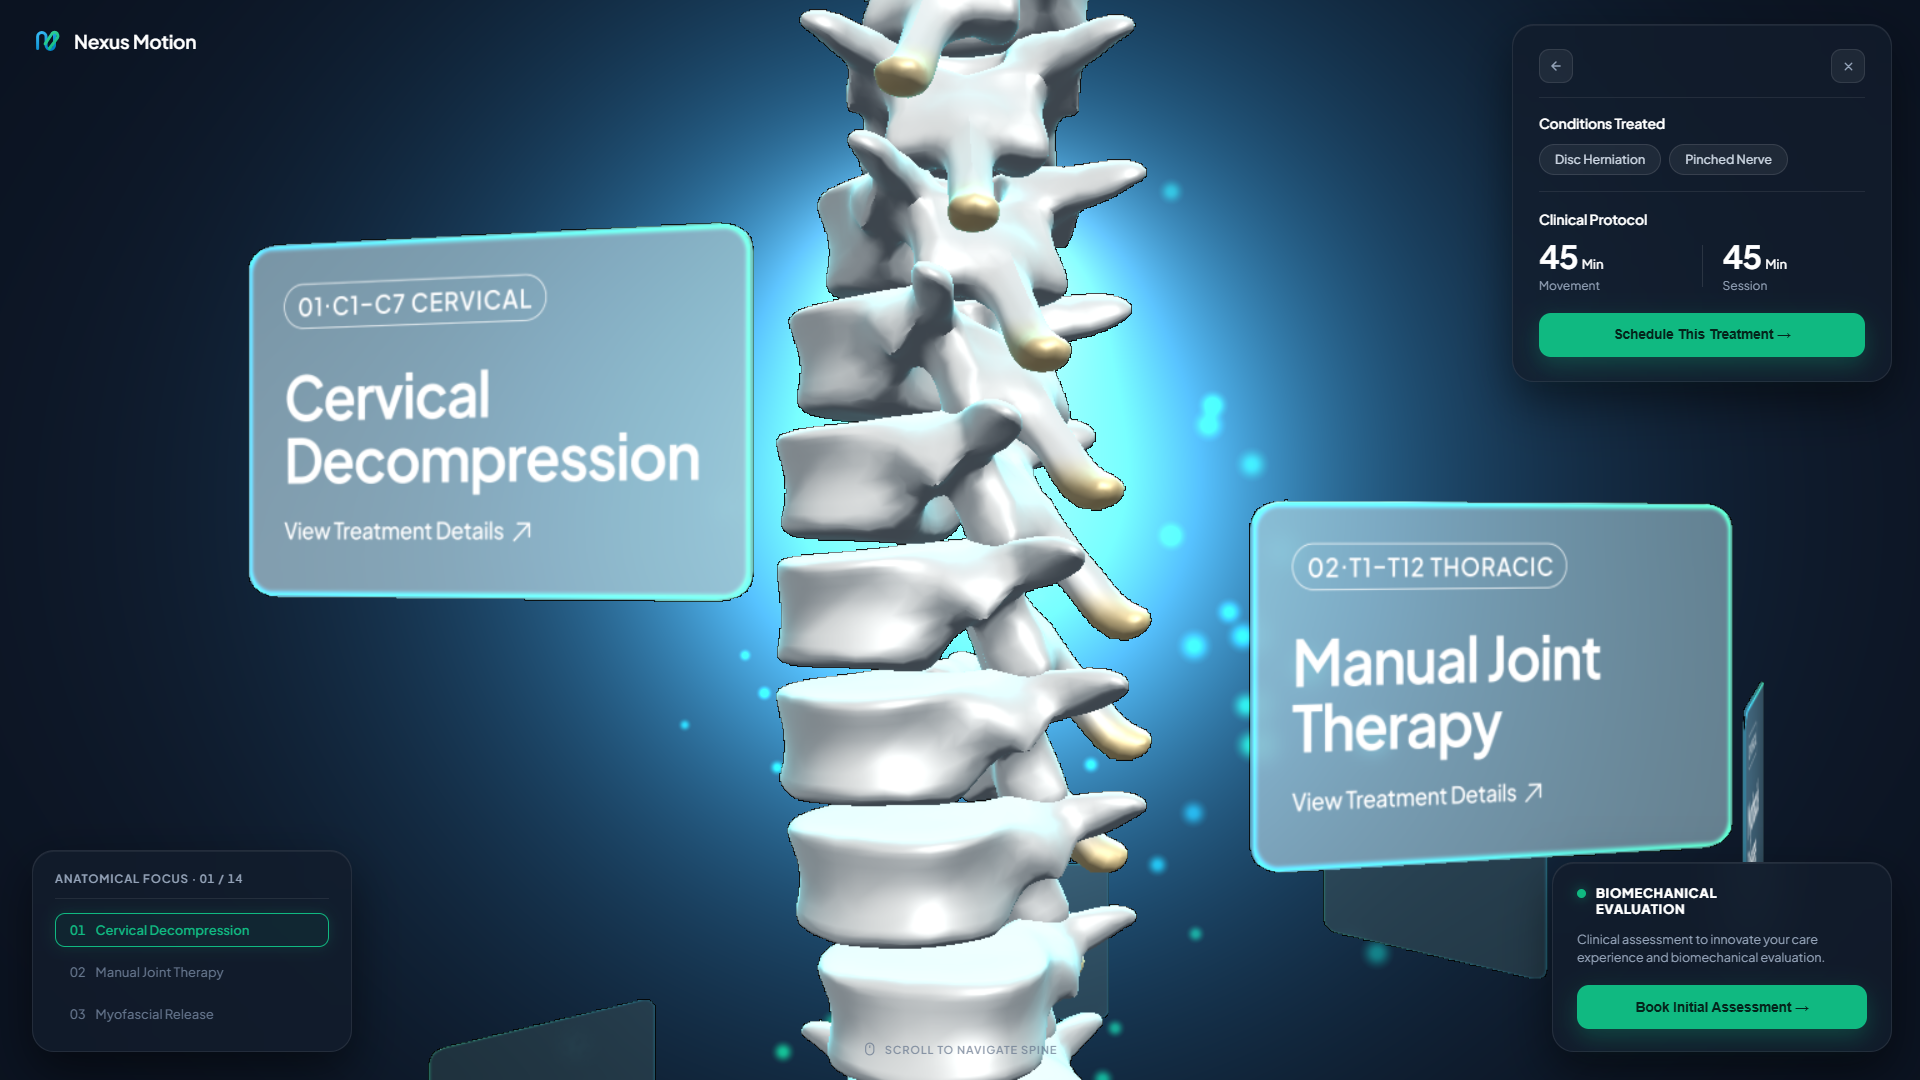 Nexus Motion
01·C1-C7 CERVICAL
Cervical
Decompression
View Treatment Details ↗
Conditions Treated
Disc Herniation
Pinched Nerve
Clinical Protocol
45 Min
Movement
45 Min
Session
Schedule This Treatment →
02·T1-T12 THORACIC
Manual Joint
Therapy
View Treatment Details ↗
ANATOMICAL FOCUS · 01 / 14
01 Cervical Decompression
02 Manual Joint Therapy
03 Myofascial Release
SCROLL TO NAVIGATE SPINE
BIOMECHANICAL
EVALUATION
Clinical assessment to innovate your care
experience and biomechanical evaluation.
Book Initial Assessment →